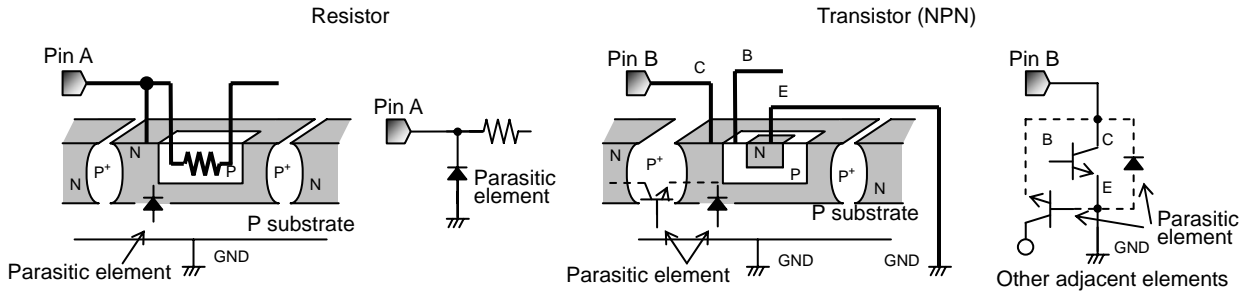 Resistor
Transistor (NPN)
Pin A
Pin A
Pin B
C
B
E
Pin B
N
P+
N
P
P+
N
Parasitic
element
P substrate
Parasitic element
GND
N
P+
N
P
P+
N
P substrate
Parasitic element
GND
GND
B
C
E
GND
Parasitic
element
Other adjacent elements